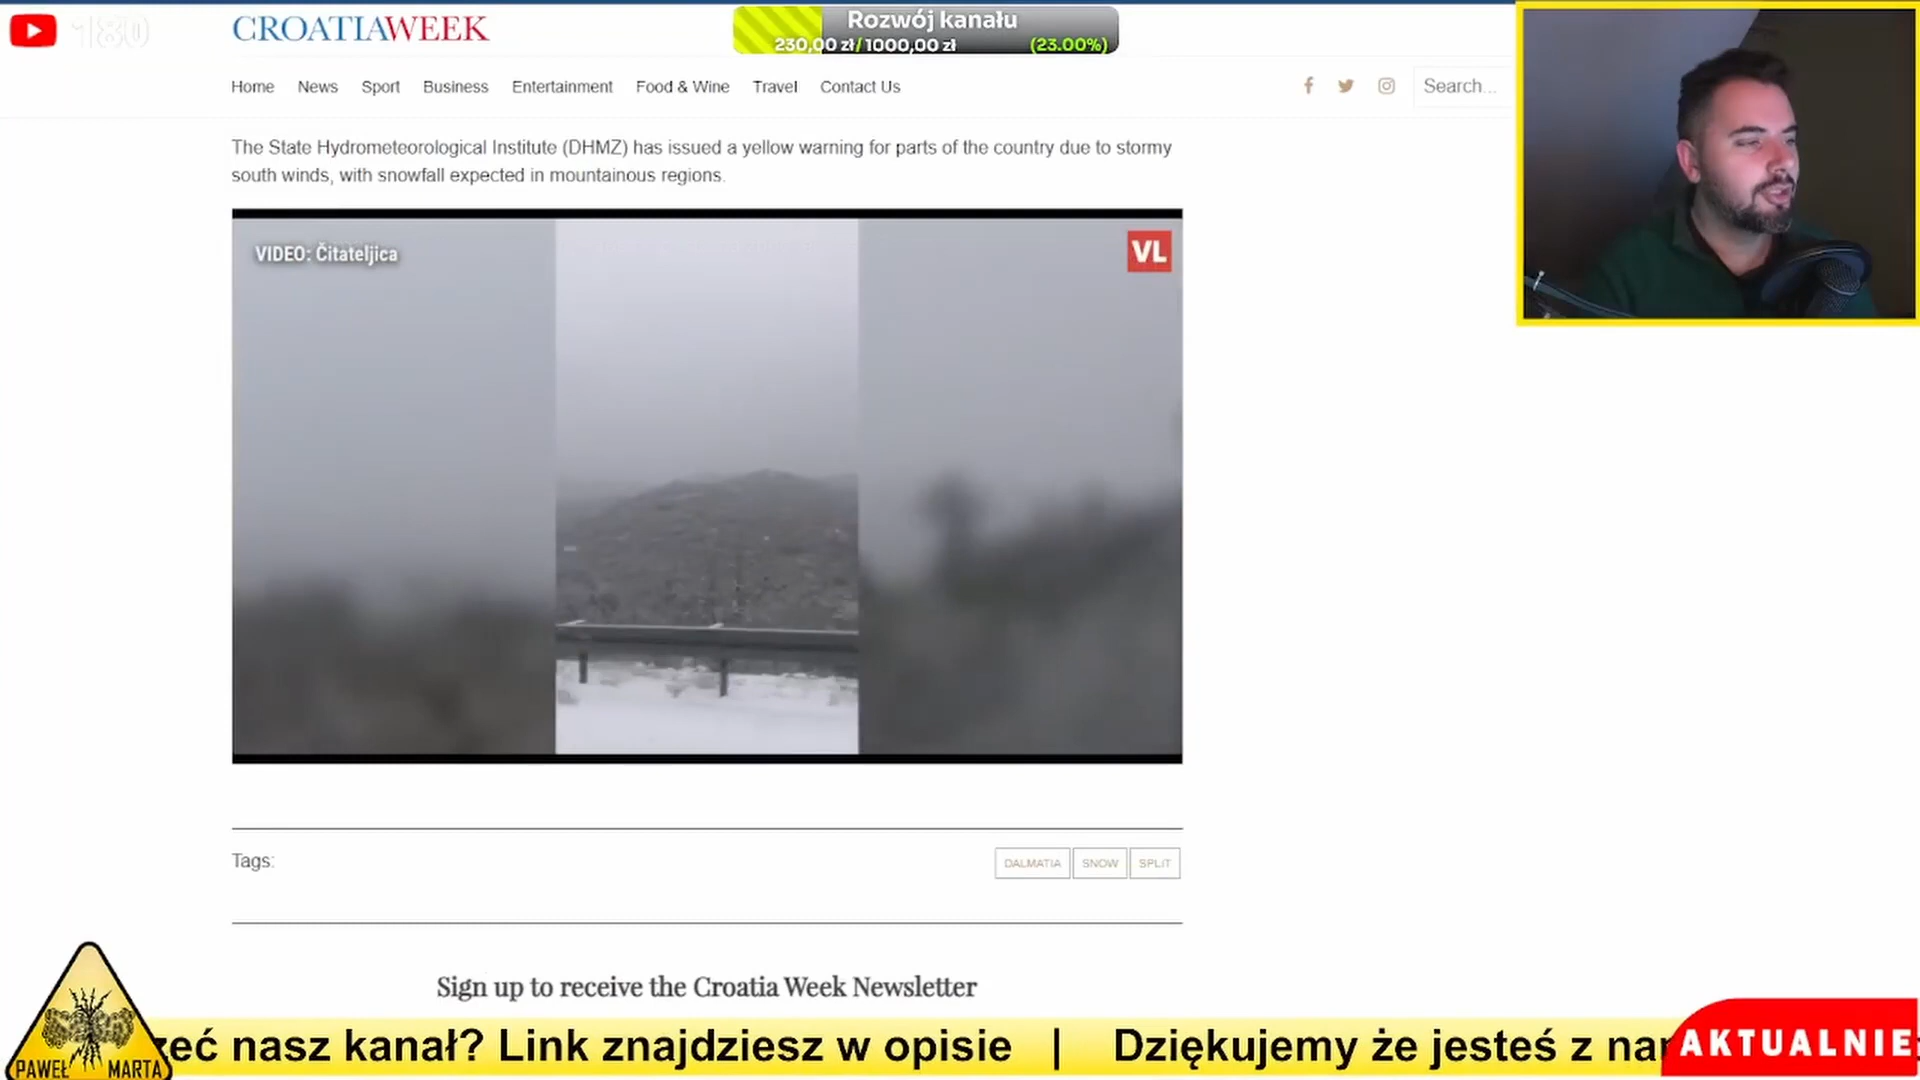 180
CROATIAWEEK
Rozwój kanału
230,00 zł/1000,00 zł (23.00%)
Home News Sport Business Entertainment Food & Wine Travel Contact Us
Search...
The State Hydrometeorological Institute (DHMZ) has issued a yellow warning for parts of the country due to stormy
south winds, with snowfall expected in mountainous regions.
VIDEO: Čitateljica
VL
Tags:
DALMATIA SNOW SPLIT
Sign up to receive the Croatia Week Newsletter
zeć nasz kanał? Link znajdziesz w opisie | Dziękujemy że jesteś z nar
AKTUALNIE
PAWEŁ MARTA